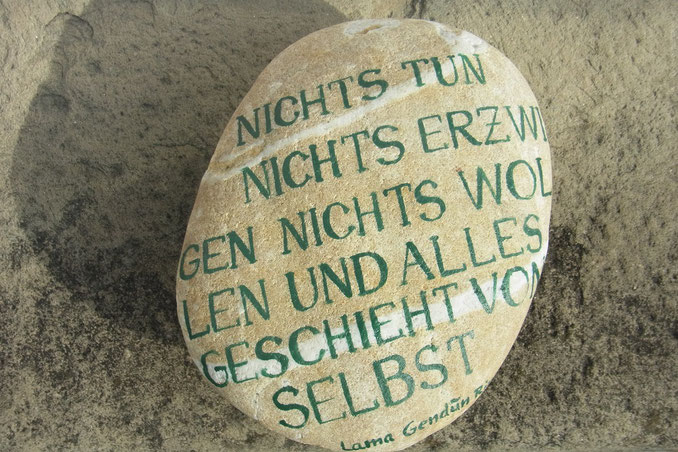 NICHTS TUN
NICHTS ERZWI
GEN NICHTS WOL
LEN UND ALLES
GESCHIEHT VON
SELBST
Lama Gendün